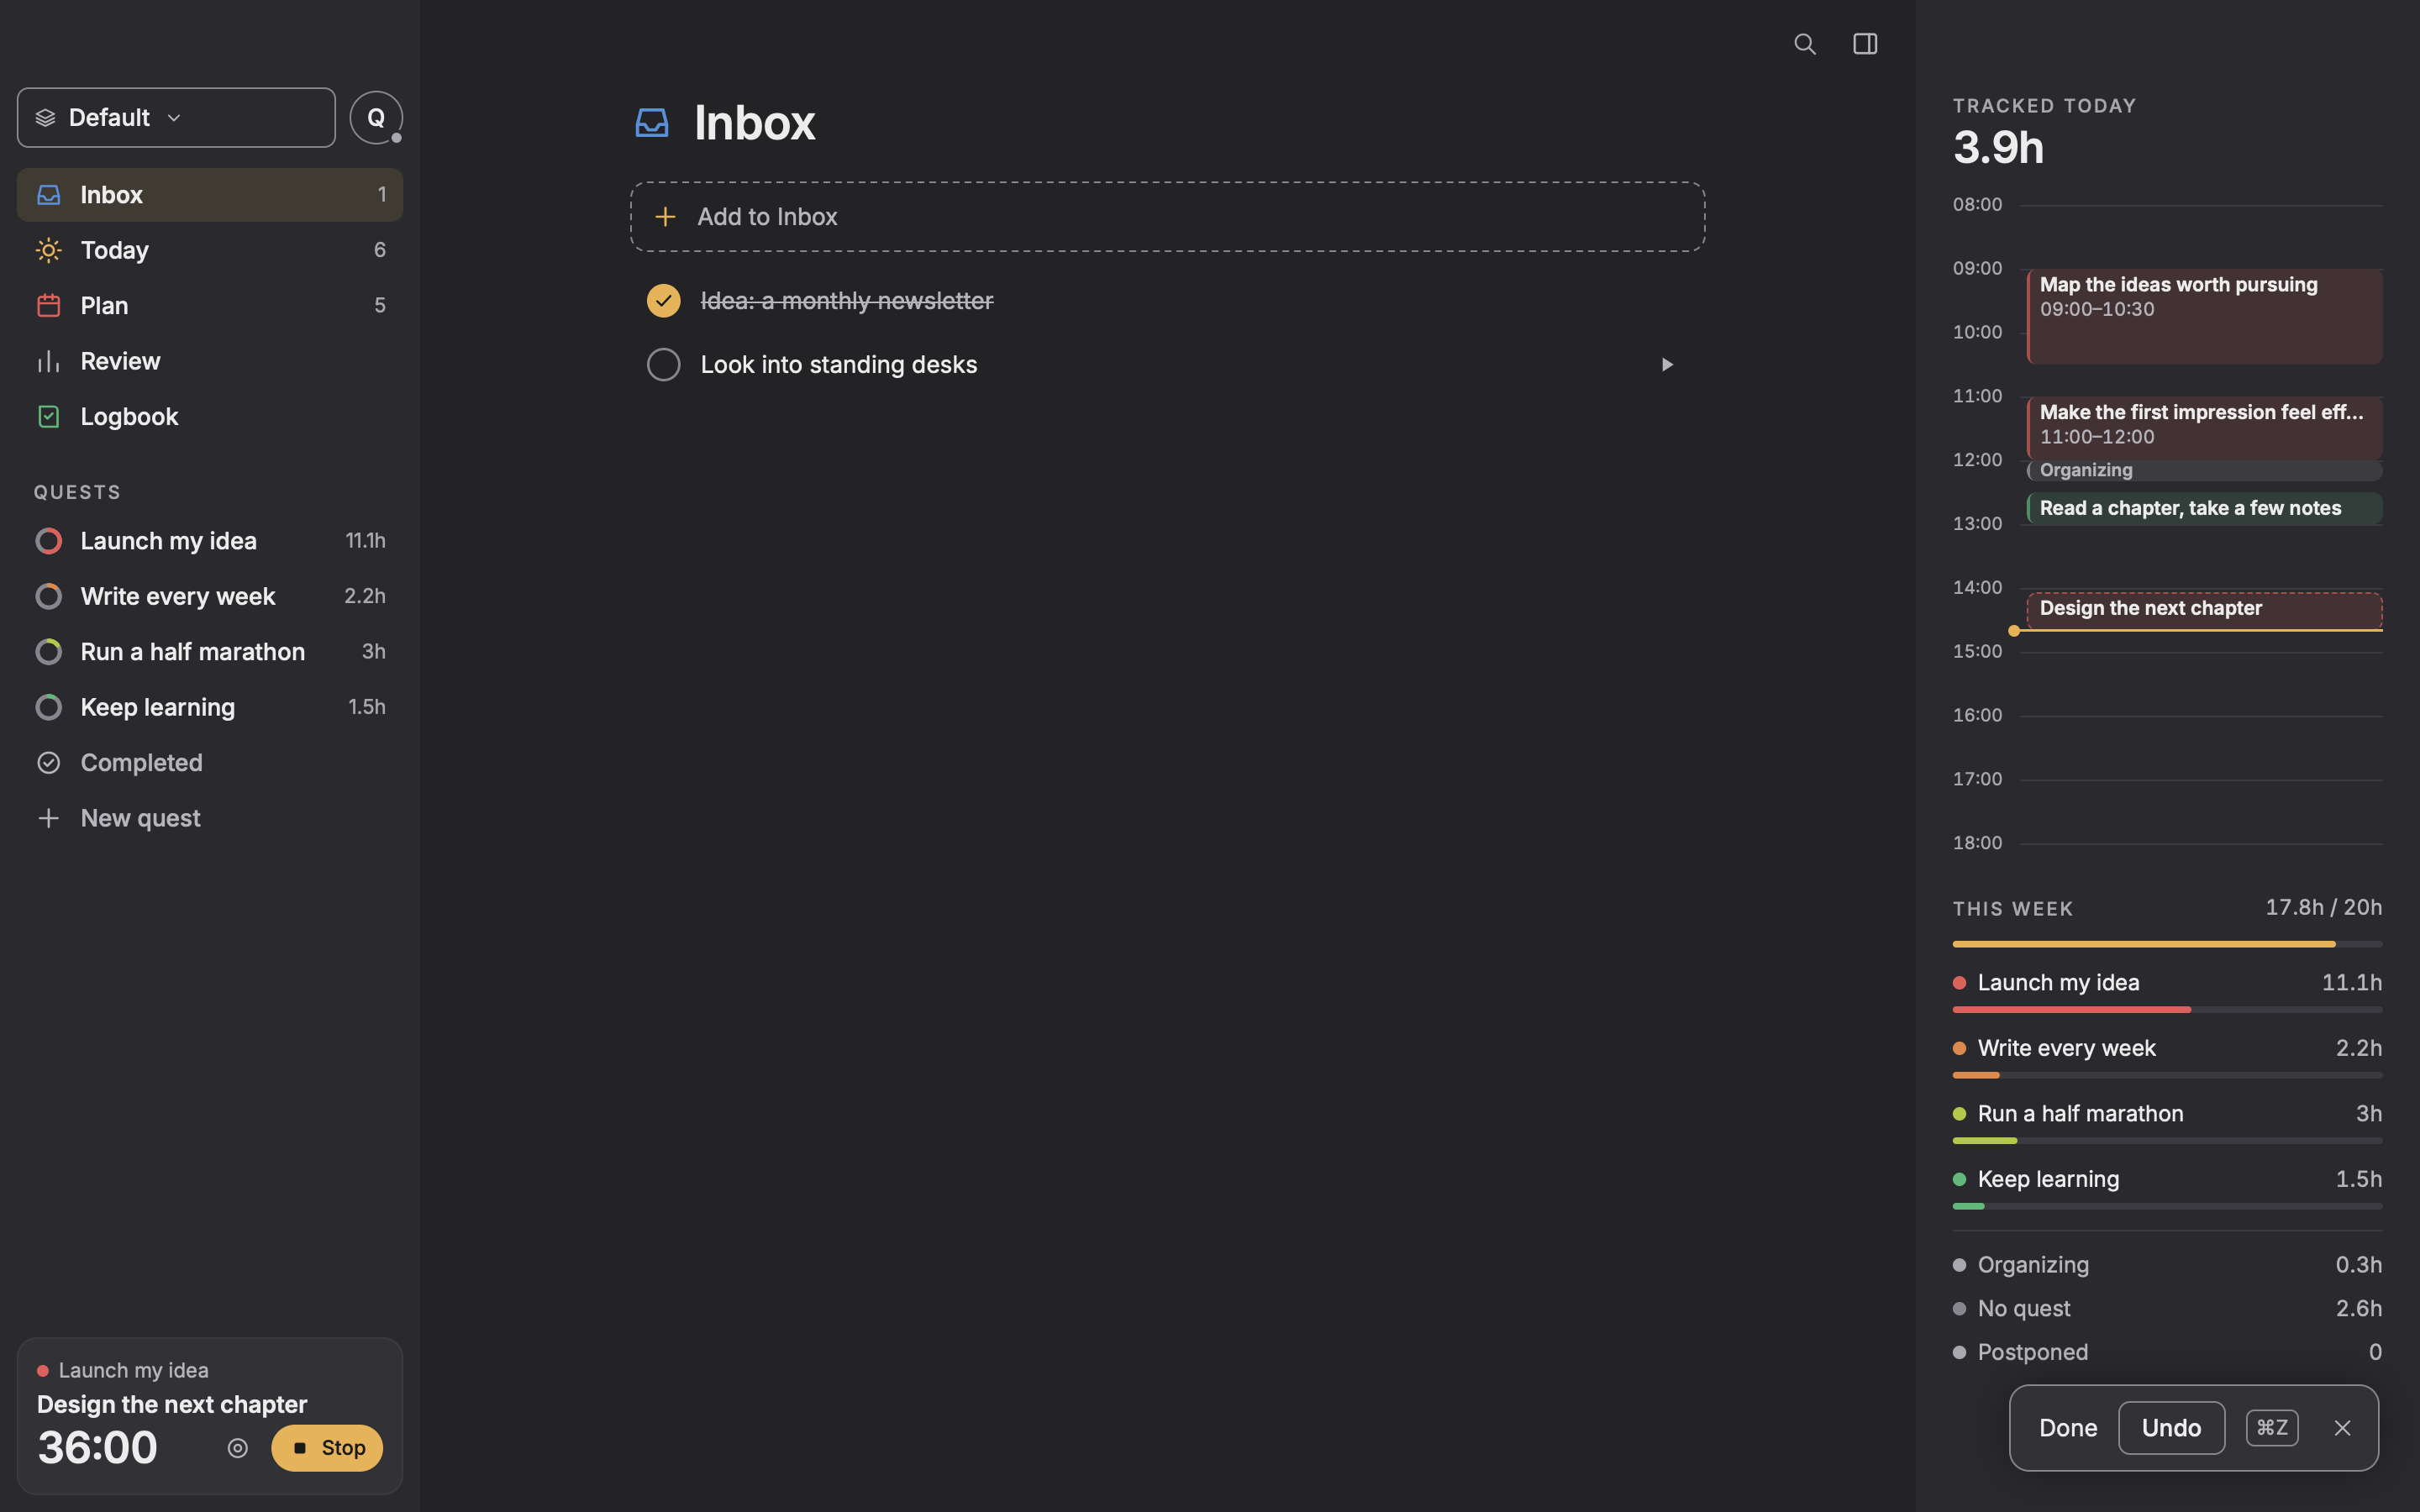 Default
Q
Inbox 1
Today 6
Plan 5
Review
Logbook
QUESTS
Launch my idea 11.1h
Write every week 2.2h
Run a half marathon 3h
Keep learning 1.5h
Completed
New quest
Launch my idea
Design the next chapter
36:00 Stop
Inbox
Add to Inbox
Idea: a monthly newsletter
Look into standing desks
TRACKED TODAY
3.9h
08:00
09:00
Map the ideas worth pursuing
09:00–10:30
10:00
11:00
Make the first impression feel eff...
11:00–12:00
12:00
Organizing
Read a chapter, take a few notes
13:00
14:00
Design the next chapter
15:00
16:00
17:00
18:00
THIS WEEK 17.8h / 20h
Launch my idea 11.1h
Write every week 2.2h
Run a half marathon 3h
Keep learning 1.5h
Organizing 0.3h
No quest 2.6h
Postponed 0
Done Undo ⌘Z